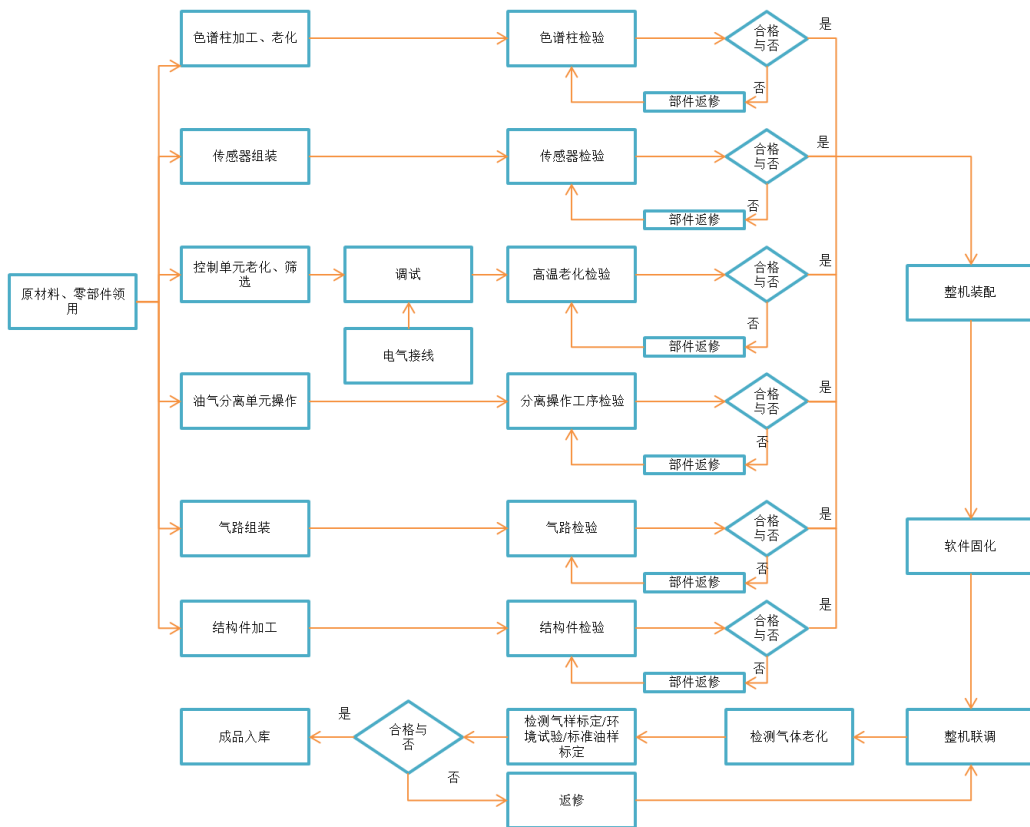 色谱柱加工、老化
色谱柱检验
合格
与否
是
否
部件返修
传感器组装
传感器检验
合格
与否
是
否
部件返修
原材料、零部件领
用
控制单元老化、筛
选
调试
高温老化检验
合格
与否
是
整机装配
否
部件返修
电气接线
油气分离单元操作
分离操作工序检验
合格
与否
是
否
部件返修
气路组装
气路检验
合格
与否
是
软件固化
否
部件返修
结构件加工
结构件检验
合格
与否
是
否
部件返修
成品入库
是
合格与
否
检测气样标定/环
境试验/标准油样
标定
检测气体老化
整机联调
否
返修